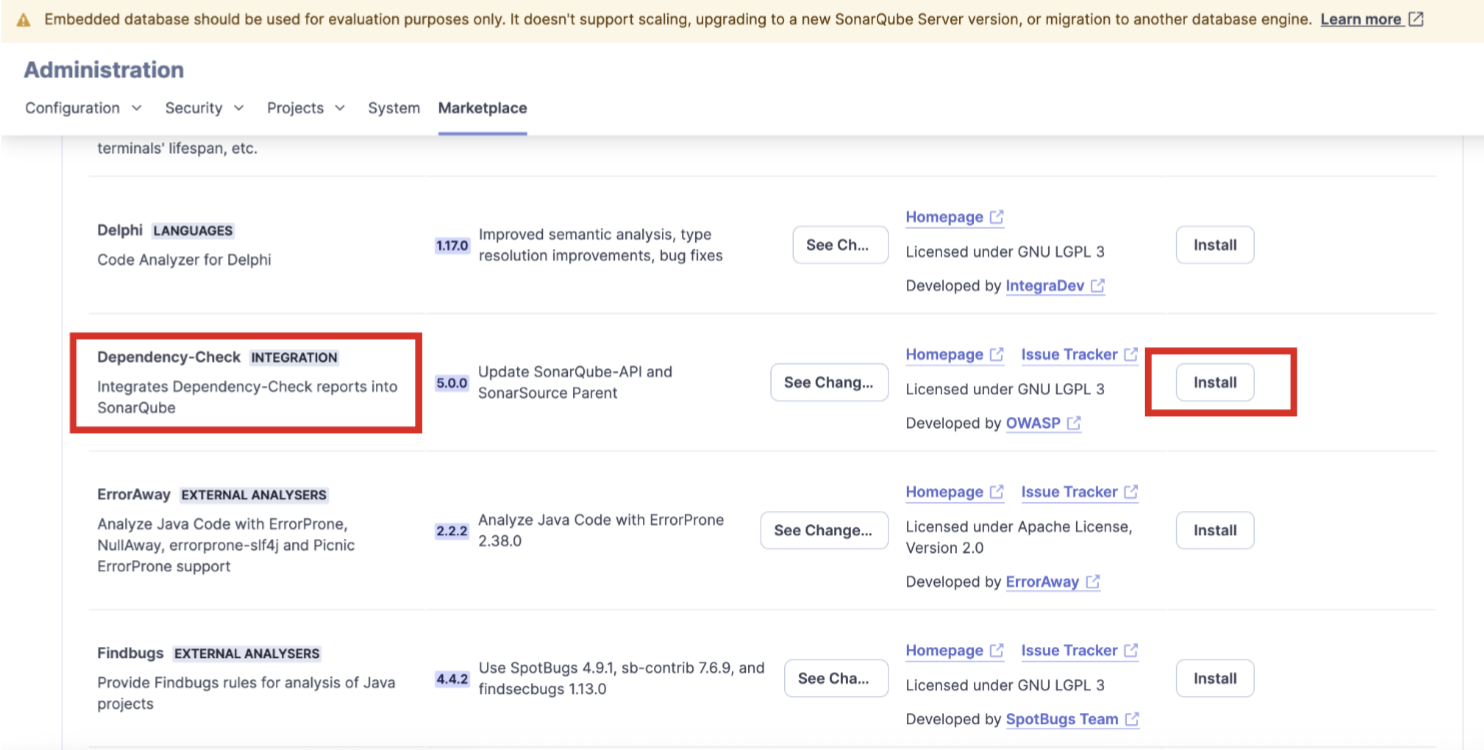 Embedded database should be used for evaluation purposes only. It doesn't support scaling, upgrading to a new SonarQube Server version, or migration to another database engine. Learn more
Administration
Configuration Security Projects System Marketplace
terminals' lifespan, etc.
Delphi LANGUAGES
Code Analyzer for Delphi
1.17.0
Improved semantic analysis, type
resolution improvements, bug fixes
See Ch...
Homepage
Licensed under GNU LGPL 3
Developed by IntegraDev
Install
Dependency-Check INTEGRATION
Integrates Dependency-Check reports into
SonarQube
5.0.0
Update SonarQube-API and
SonarSource Parent
See Chang...
Homepage Issue Tracker
Licensed under GNU LGPL 3
Developed by OWASP
Install
ErrorAway EXTERNAL ANALYSERS
Analyze Java Code with ErrorProne,
NullAway, errorprone-slf4j and Picnic
ErrorProne support
2.2.2
Analyze Java Code with ErrorProne
2.38.0
See Change...
Homepage Issue Tracker
Licensed under Apache License,
Version 2.0
Developed by ErrorAway
Install
Findbugs EXTERNAL ANALYSERS
Provide Findbugs rules for analysis of Java
projects
4.4.2
Use SpotBugs 4.9.1, sb-contrib 7.6.9, and
findsecbugs 1.13.0
See Cha...
Homepage Issue Tracker
Licensed under GNU LGPL 3
Developed by SpotBugs Team
Install